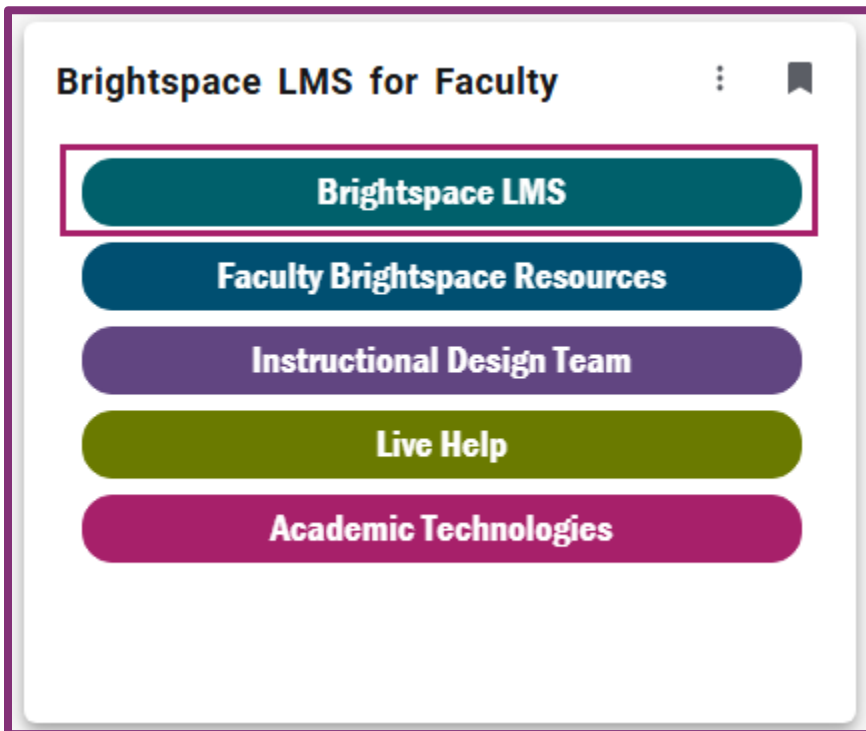 Brightspace LMS for Faculty
Brightspace LMS
Faculty Brightspace Resources
Instructional Design Team
Live Help
Academic Technologies